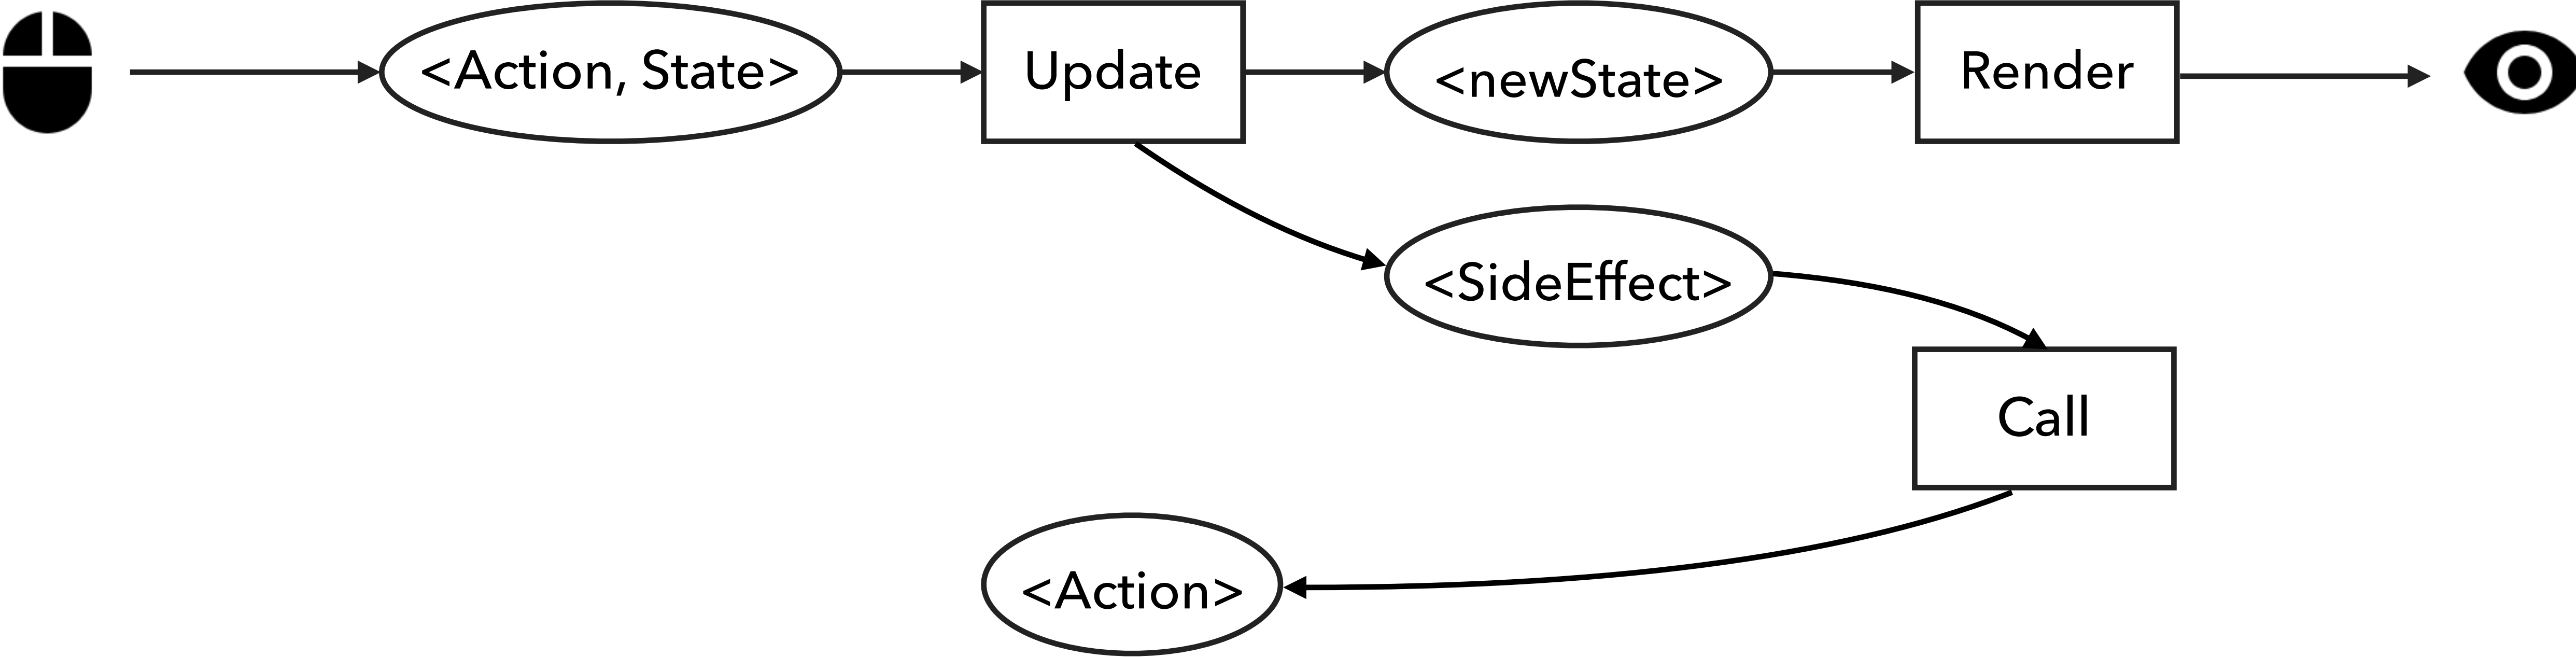 <Action, State>
Update
<newState>
Render
<SideEffect>
Call
<Action>